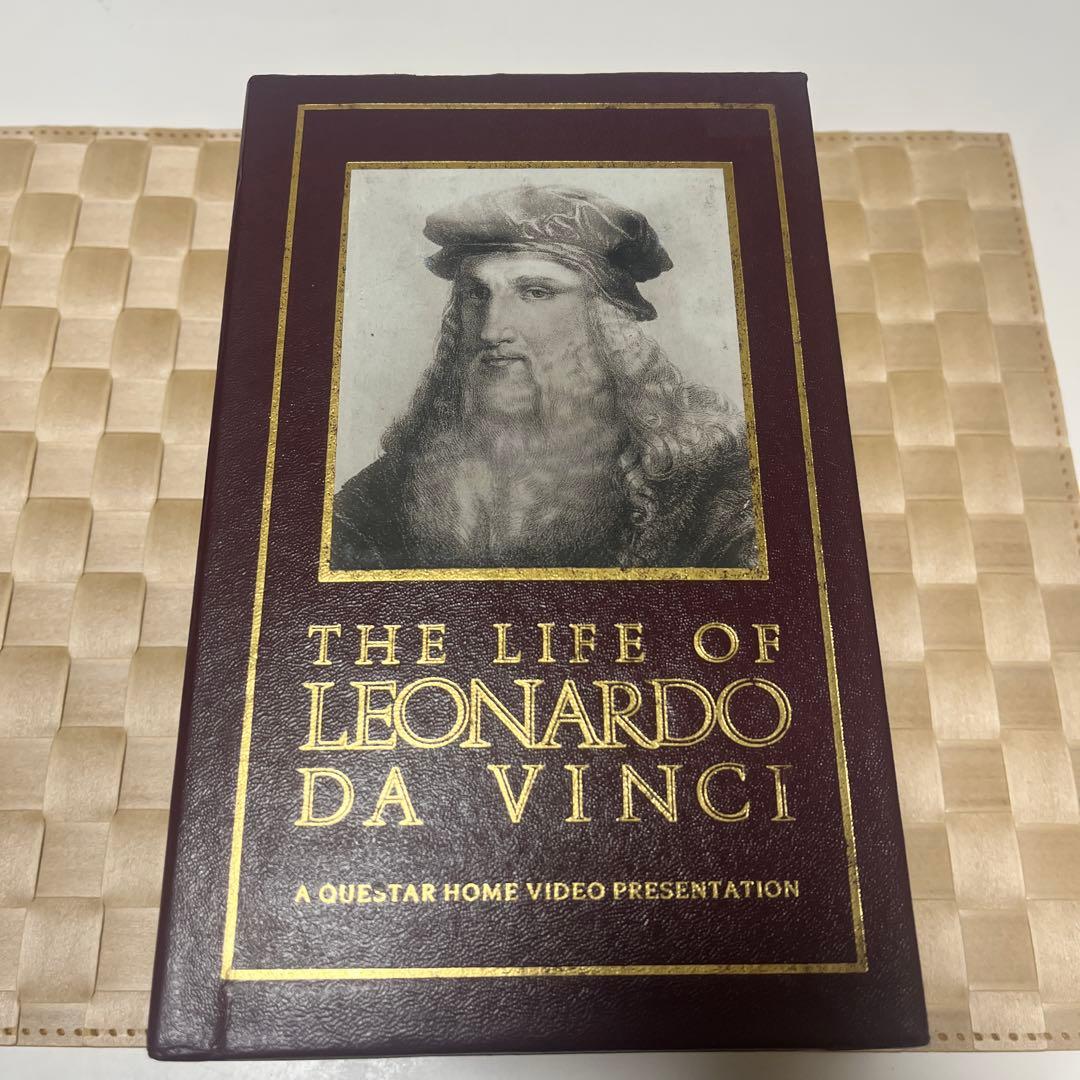 THE LIFE OF
LEONARDO
DA VINCI
A QUESTAR HOME VIDEO PRESENTATION